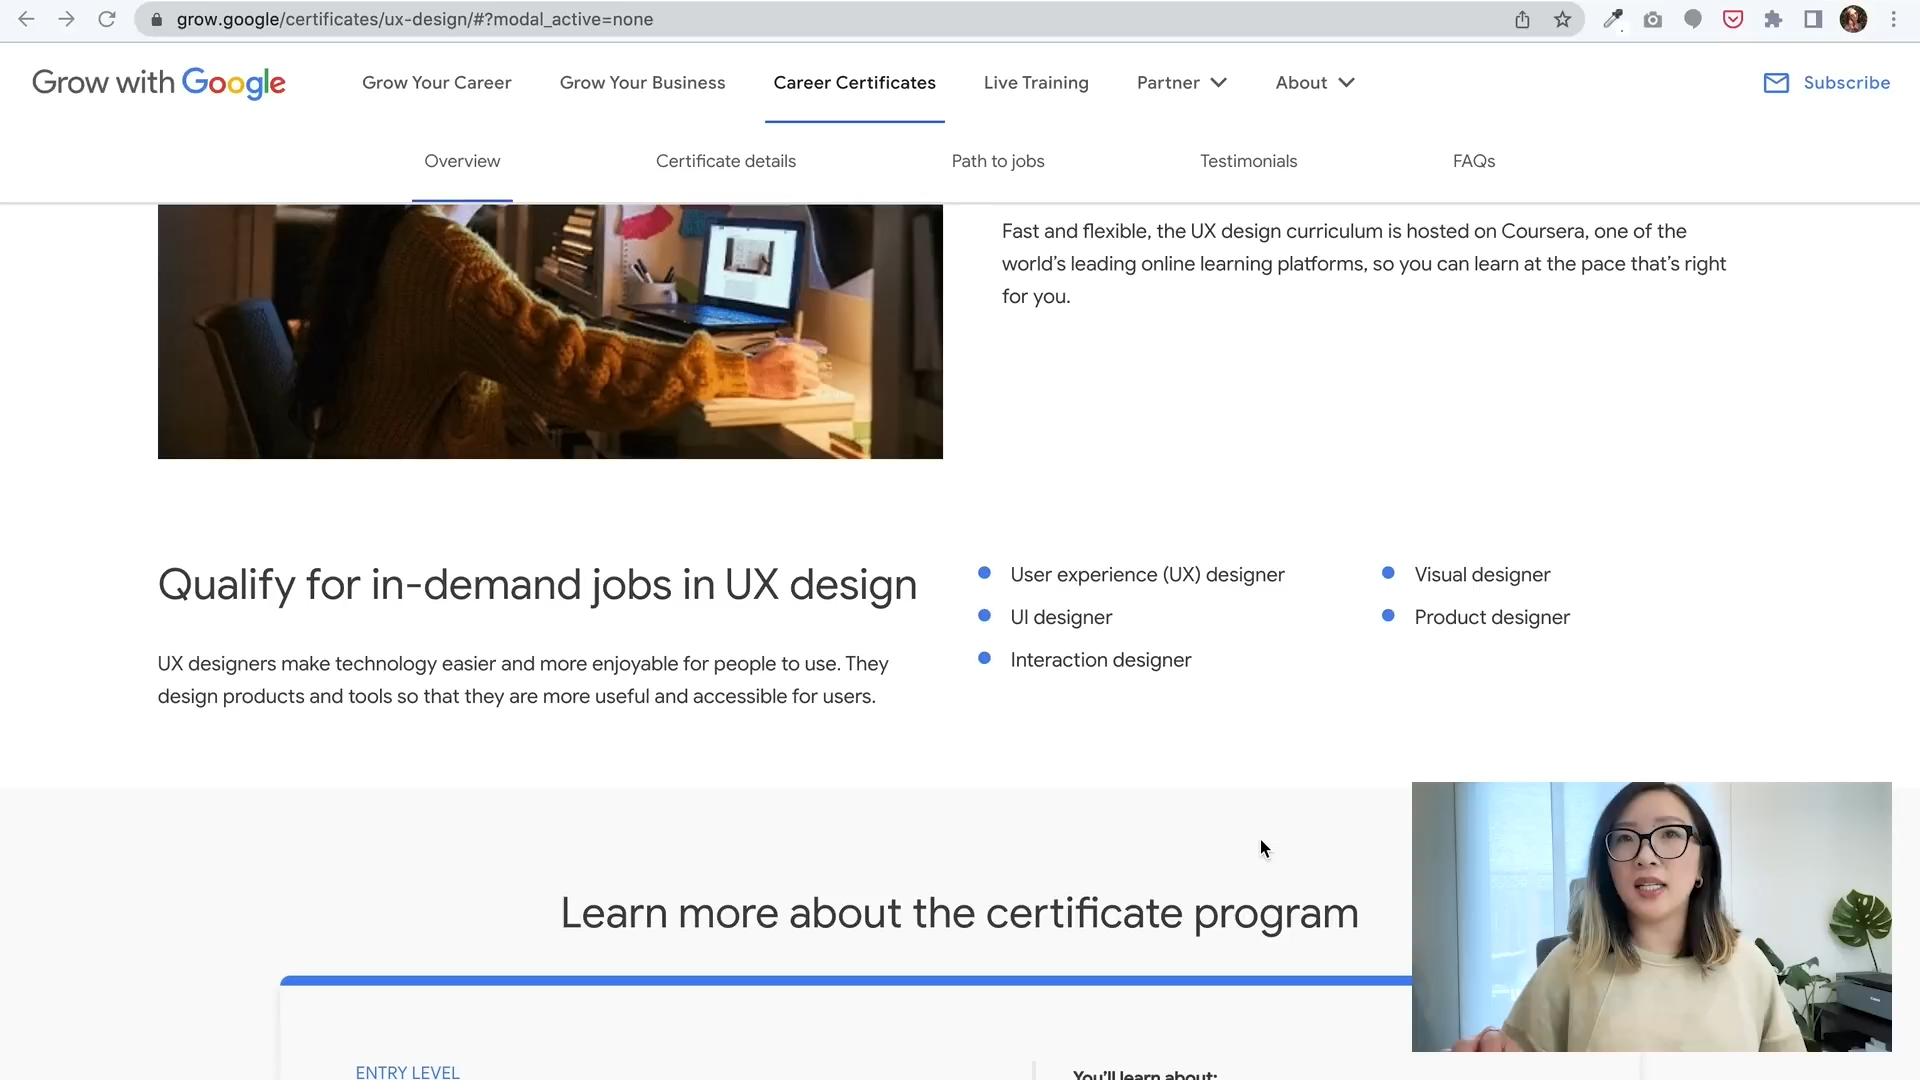 grow.google/certificates/ux-design/#?modal_active=none
Grow with Google
Grow Your Career
Grow Your Business
Career Certificates
Live Training
Partner
About
Subscribe
Overview
Certificate details
Path to jobs
Testimonials
FAQs
Fast and flexible, the UX design curriculum is hosted on Coursera, one of the
world’s leading online learning platforms, so you can learn at the pace that’s right
for you.
Qualify for in-demand jobs in UX design
UX designers make technology easier and more enjoyable for people to use. They
design products and tools so that they are more useful and accessible for users.
User experience (UX) designer
UI designer
Interaction designer
Visual designer
Product designer
Learn more about the certificate program
ENTRY LEVEL
You’ll learn about: